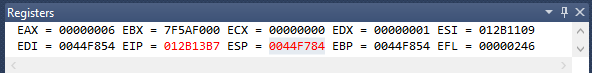 Registers
EAX = 00000006 EBX = 7F5AF000 ECX = 00000000 EDX = 00000001 ESI = 012B1109
EDI = 0044F854 EIP = 012B13B7 ESP = 0044F784 EBP = 0044F854 EFL = 00000246